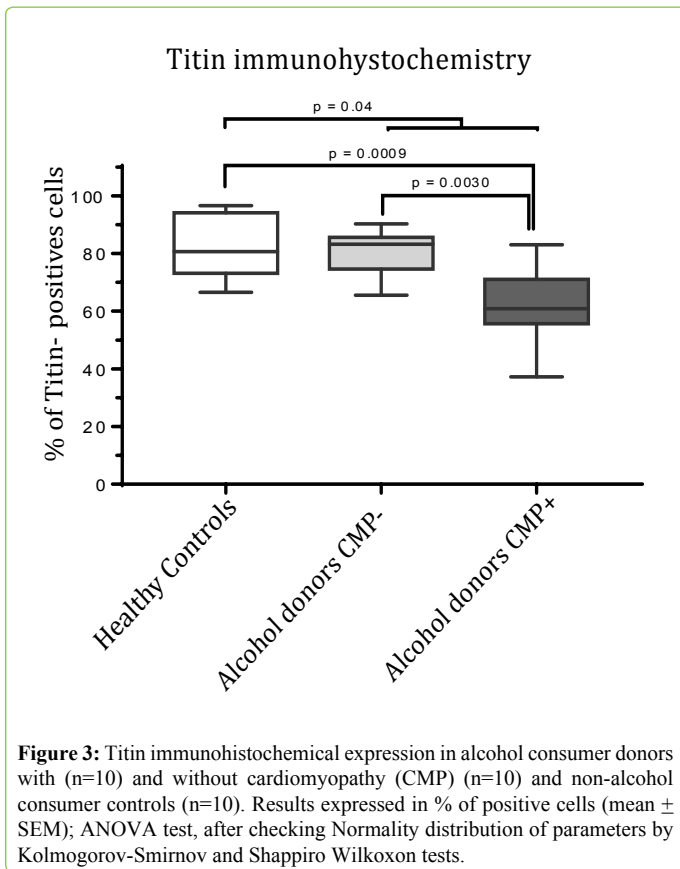 Titin immunohystochemistry
p = 0.04
p = 0.0009
p = 0.0030
% of Titin- positives cells
100
80
60
40
20
0
Healthy Controls
Alcohol donors CMP-
Alcohol donors CMP+
Figure 3: Titin immunohistochemical expression in alcohol consumer donors
with (n=10) and without cardiomyopathy (CMP) (n=10) and non-alcohol
consumer controls (n=10). Results expressed in % of positive cells (mean ±
SEM); ANOVA test, after checking Normality distribution of parameters by
Kolmogorov-Smirnov and Shappiro Wilkoxon tests.